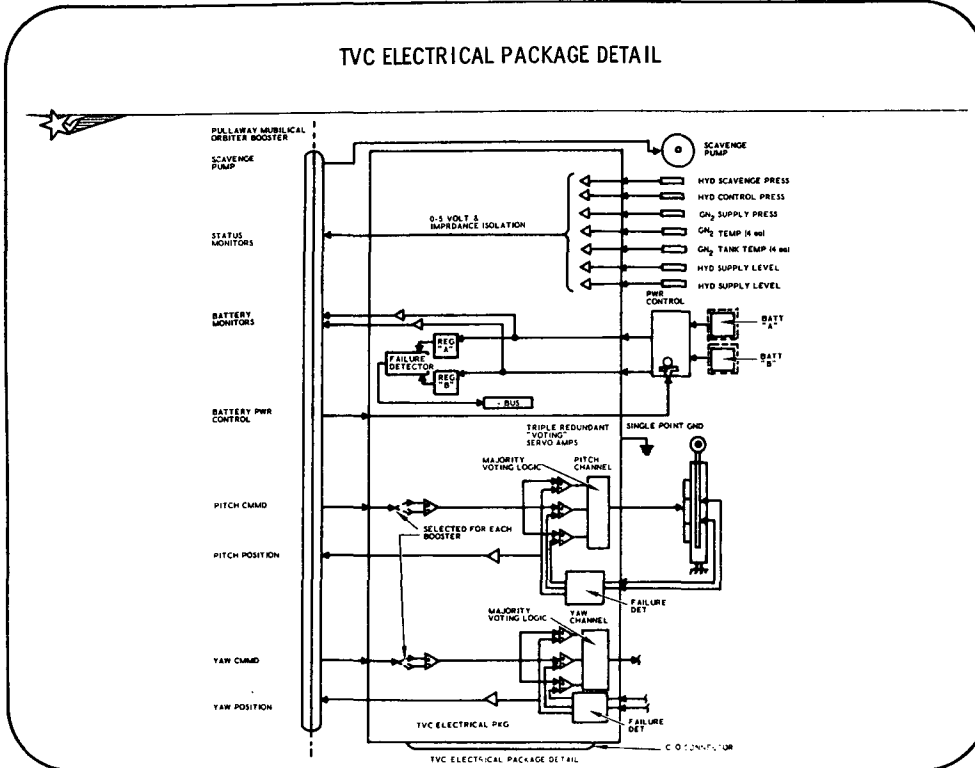 TVC ELECTRICAL PACKAGE DETAIL
PULLAWAY MUBILICAL
ORBITER BOOSTER
SCAVENGE
PUMP
SCAVENGE
PUMP
HYD SCAVENGE PRESS
HYD CONTROL PRESS
GN2 SUPPLY PRESS
GN2 TEMP (4 ea)
GN2 TANK TEMP (4 ea)
HYD SUPPLY LEVEL
HYD SUPPLY LEVEL
0-5 VOLT &
IMPRDANCE ISOLATION
STATUS
MONITORS
PWR
CONTROL
BATTERY
MONITORS
BATT
"A"
BATT
"B"
REG
"A"
FAILURE
DETECTOR
REG
"B"
- BUS
BATTERY PWR
CONTROL
TRIPLE REDUNDANT
"VOTING"
SERVO AMPS
SINGLE POINT GND
MAJORITY
VOTING LOGIC
PITCH
CHANNEL
PITCH CMMD
SELECTED FOR EACH
BOOSTER
PITCH POSITION
FAILURE
DET
MAJORITY
VOTING LOGIC
YAW
CHANNEL
YAW CMMD
YAW POSITION
FAILURE
DET
TVC ELECTRICAL PKG
C/O CONNECTOR
TVC ELECTRICAL PACKAGE DETAIL